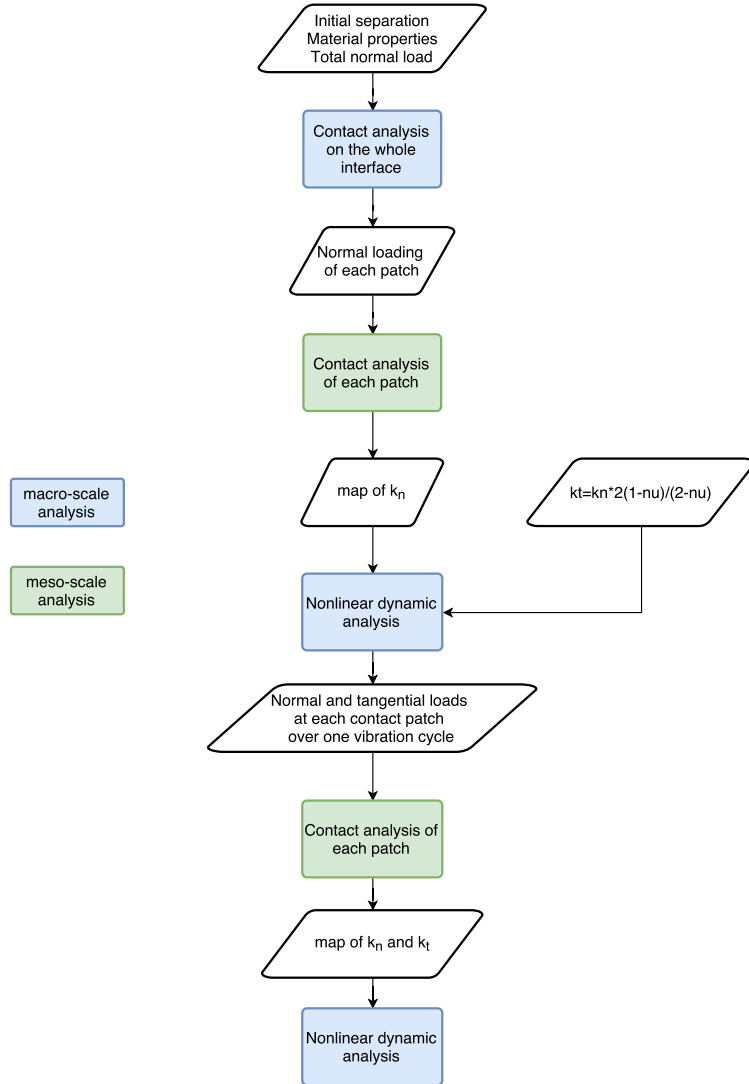 Initial separation
Material properties
Total normal load
Contact analysis
on the whole
interface
Normal loading
of each patch
Contact analysis
of each patch
macro-scale
analysis
map of kn
kt=kn*2(1-nu)/(2-nu)
meso-scale
analysis
Nonlinear dynamic
analysis
Normal and tangential loads
at each contact patch
over one vibration cycle
Contact analysis of
each patch
map of kn and kt
Nonlinear dynamic
analysis